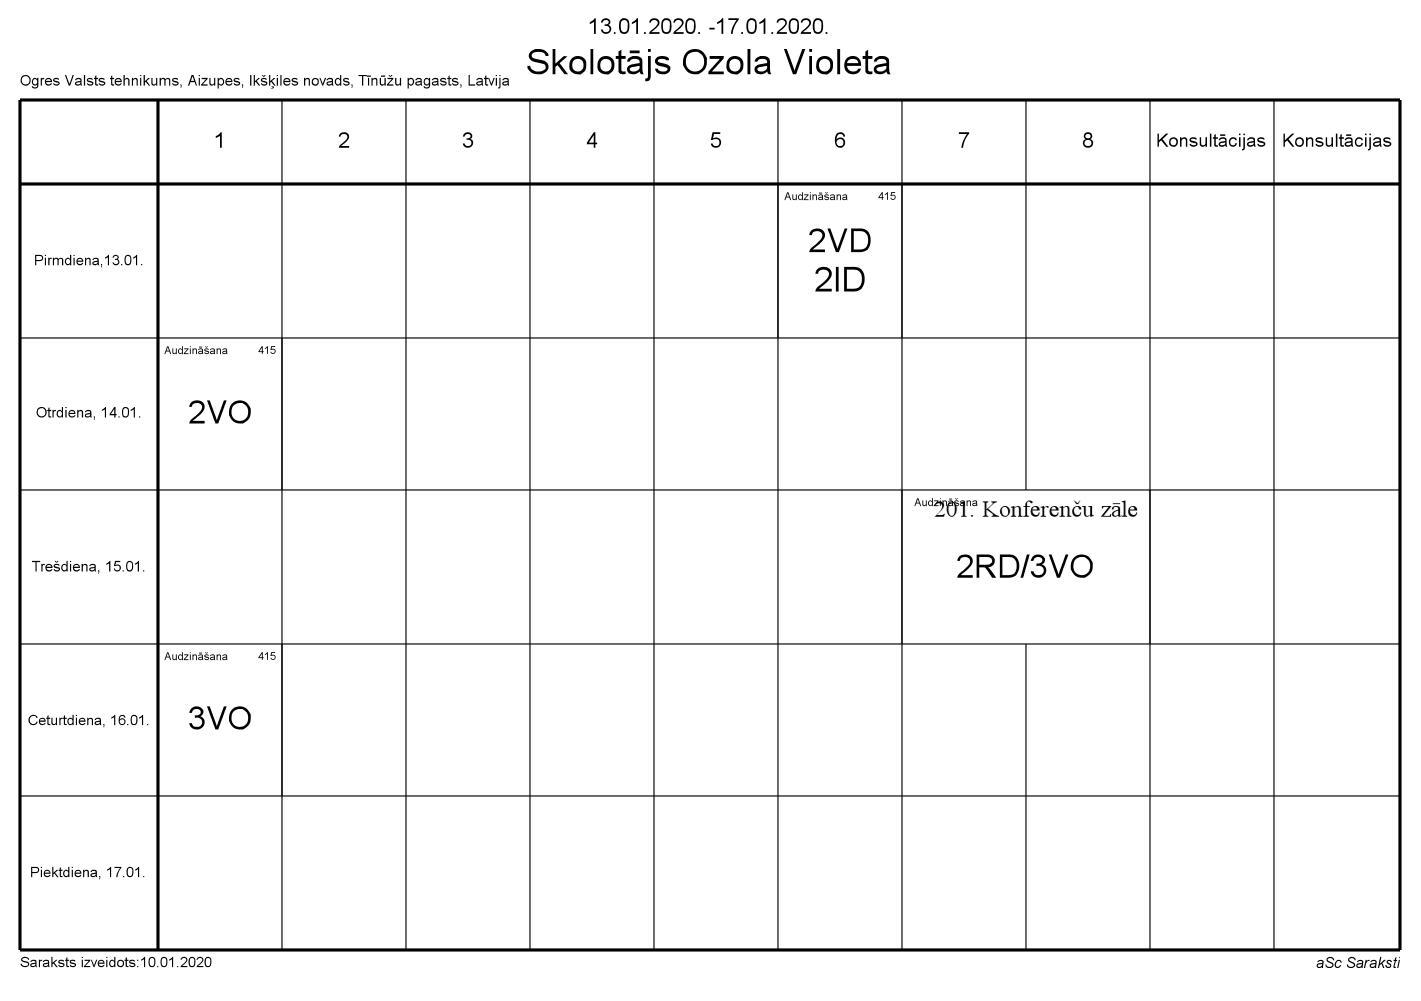 13.01.2020. -17.01.2020.
Skolotājs Ozola Violeta
Ogres Valsts tehnikums, Aizupes, Ikšķiles novads, Tīnūžu pagasts, Latvija
1 2 3 4 5 6 7 8 Konsultācijas Konsultācijas
Pirmdiena,13.01.
Audzināšana 415
2VD
2ID
Otrdiena, 14.01.
Audzināšana 415
2VO
Trešdiena, 15.01.
Audzināšana
201. Konferenču zāle
2RD/3VO
Ceturtdiena, 16.01.
Audzināšana 415
3VO
Piektdiena, 17.01.
Saraksts izveidots:10.01.2020
aSc Saraksti